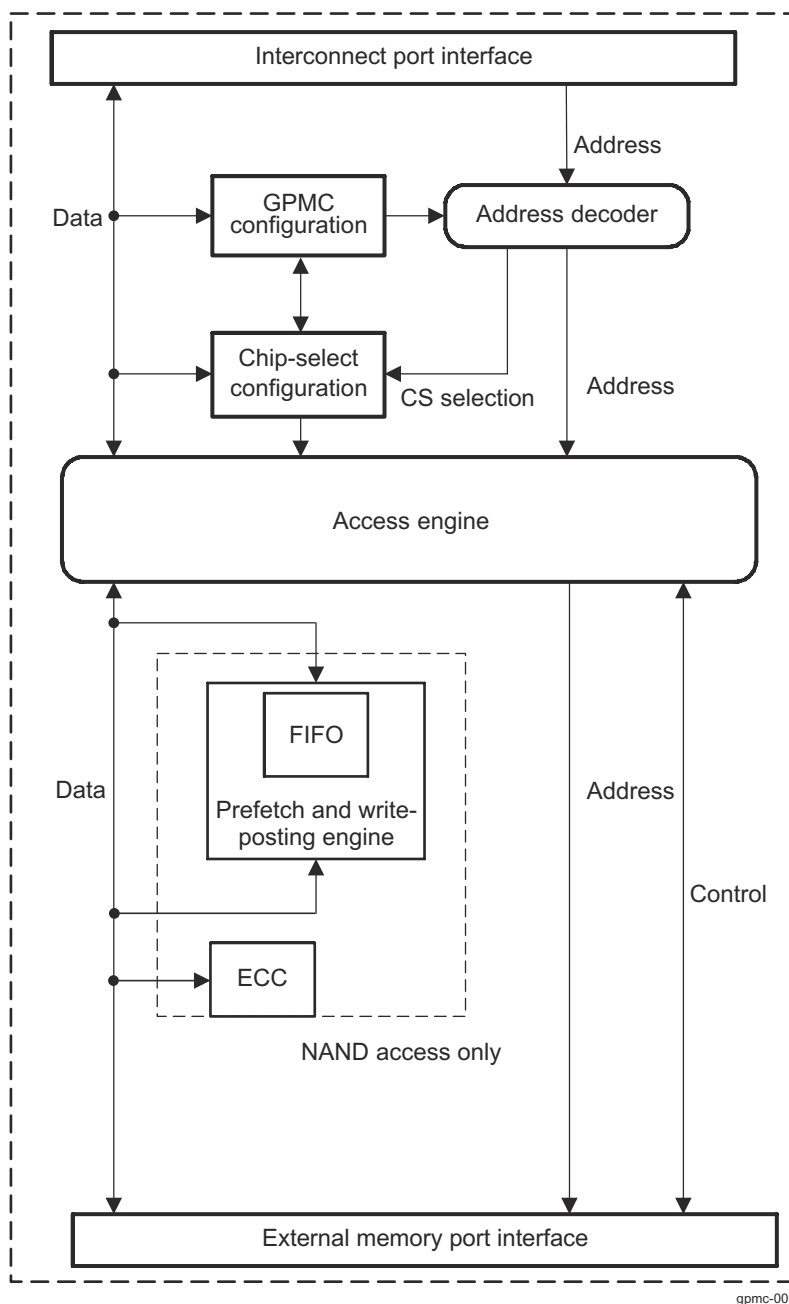 Interconnect port interface
Address
GPMC
configuration
Address decoder
Data
Chip-select
configuration
CS selection
Address
Access engine
FIFO
Data
Prefetch and write-
posting engine
Address
Control
ECC
NAND access only
External memory port interface
gpmc-00